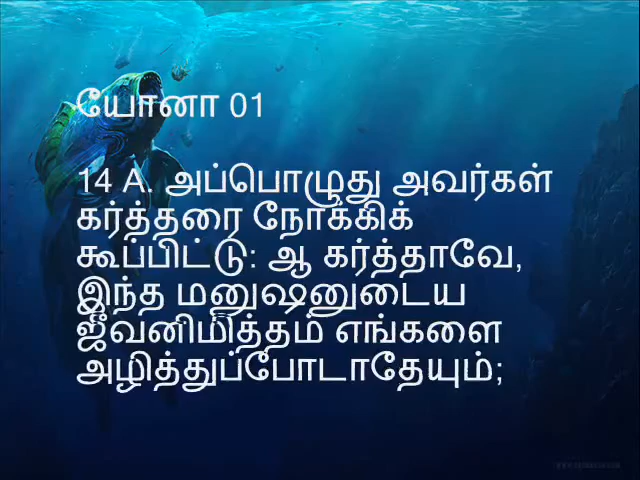 யோனா 01
14 A. அப்பொழுது அவர்கள்
கர்த்தரை நோக்கிக்
கூப்பிட்டு: ஆ கர்த்தாவே,
இந்த மனுஷனுடைய
ஜீவனிமித்தம் எங்களை
அழித்துப்போடாதேயும்;